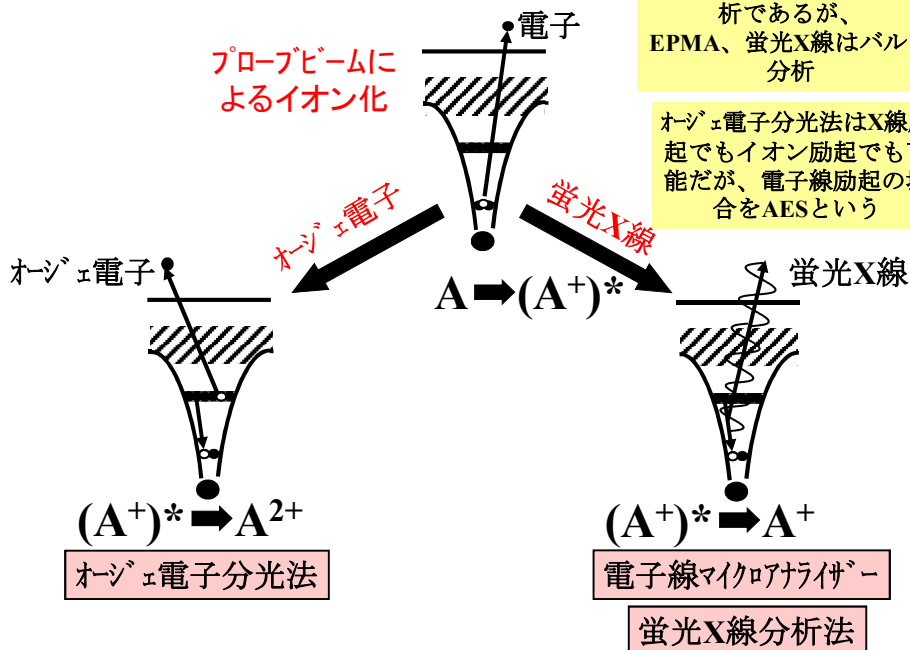 電子
析であるが、
EPMA、蛍光X線はバル
分析
プローブビームに
よるイオン化
オージェ電子分光法はX線
起でもイオン励起でも
能だが、電子線励起の
合をAESという
オージェ電子
蛍光X線
オージェ電子
蛍光X線
A (A⁺)*
(A⁺)* A²⁺
(A⁺)* A⁺
オージェ電子分光法
電子線マイクロアナライザー
蛍光X線分析法